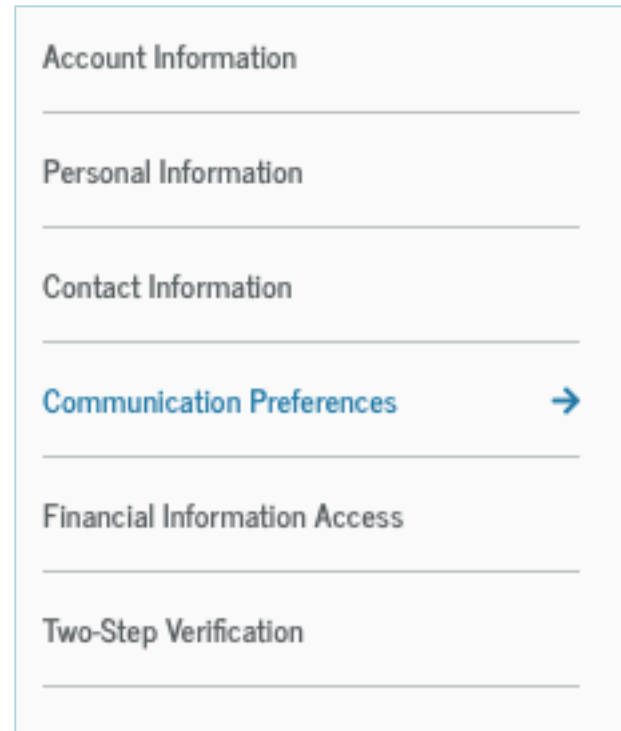 Account Information
Personal Information
Contact Information
Communication Preferences
Financial Information Access
Two-Step Verification